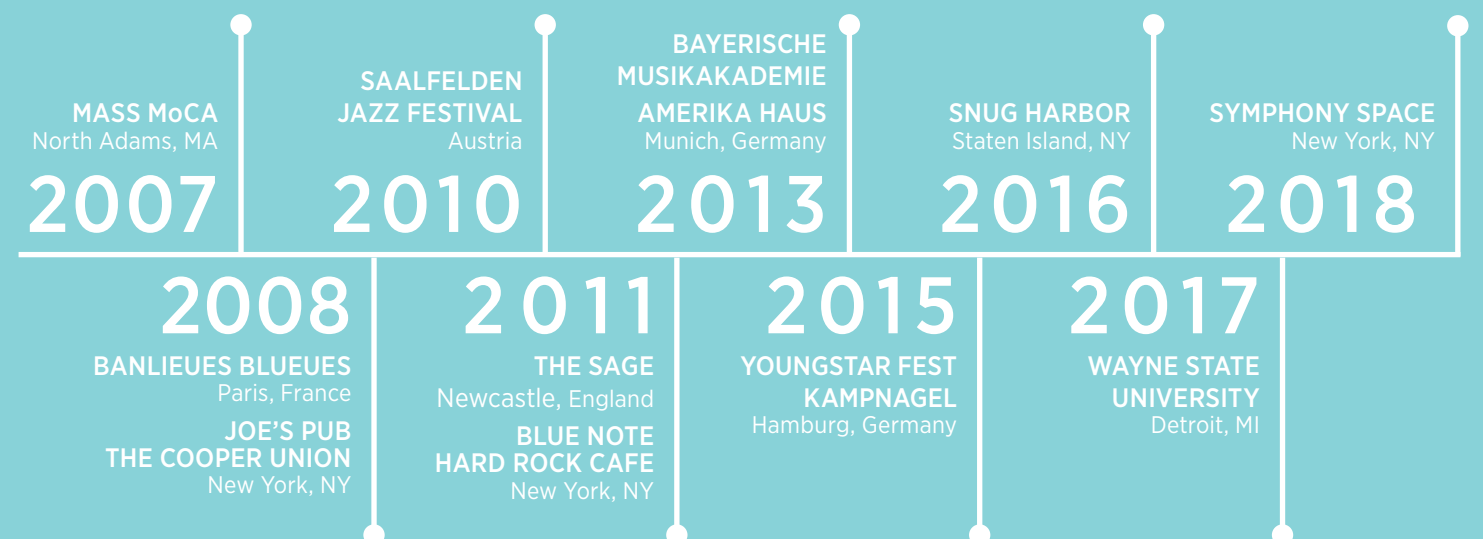 MASS MoCA
North Adams, MA
2007
2008
BANLIEUES BLUEUES
Paris, France
JOE'S PUB
THE COOPER UNION
New York, NY
SAALFELDEN
JAZZ FESTIVAL
Austria
2010
2011
THE SAGE
Newcastle, England
BLUE NOTE
HARD ROCK CAFE
New York, NY
BAYERISCHE
MUSIKAKADEMIE
AMERIKA HAUS
Munich, Germany
2013
2015
YOUNGSTAR FEST
KAMPNAGEL
Hamburg, Germany
SNUG HARBOR
Staten Island, NY
2016
2017
WAYNE STATE
UNIVERSITY
Detroit, MI
SYMPHONY SPACE
New York, NY
2018